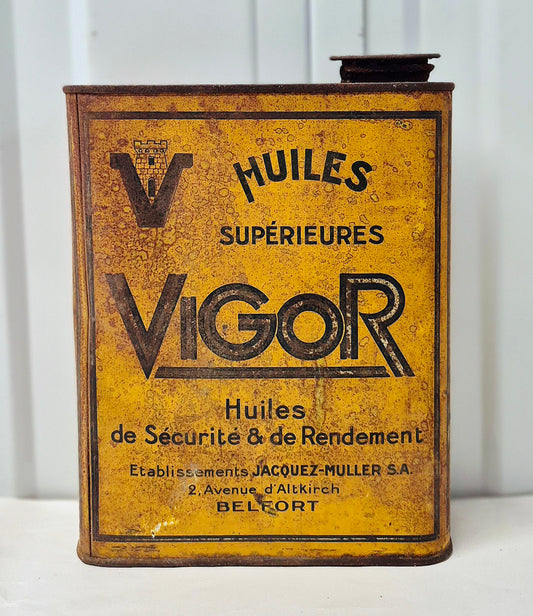 V
HUILES
SUPÉRIEURES
VIGOR
Huiles
de Sécurité & de Rendement
Etablissements JACQUEZ-MULLER S.A.
2, Avenue d'Altkirch
BELFORT